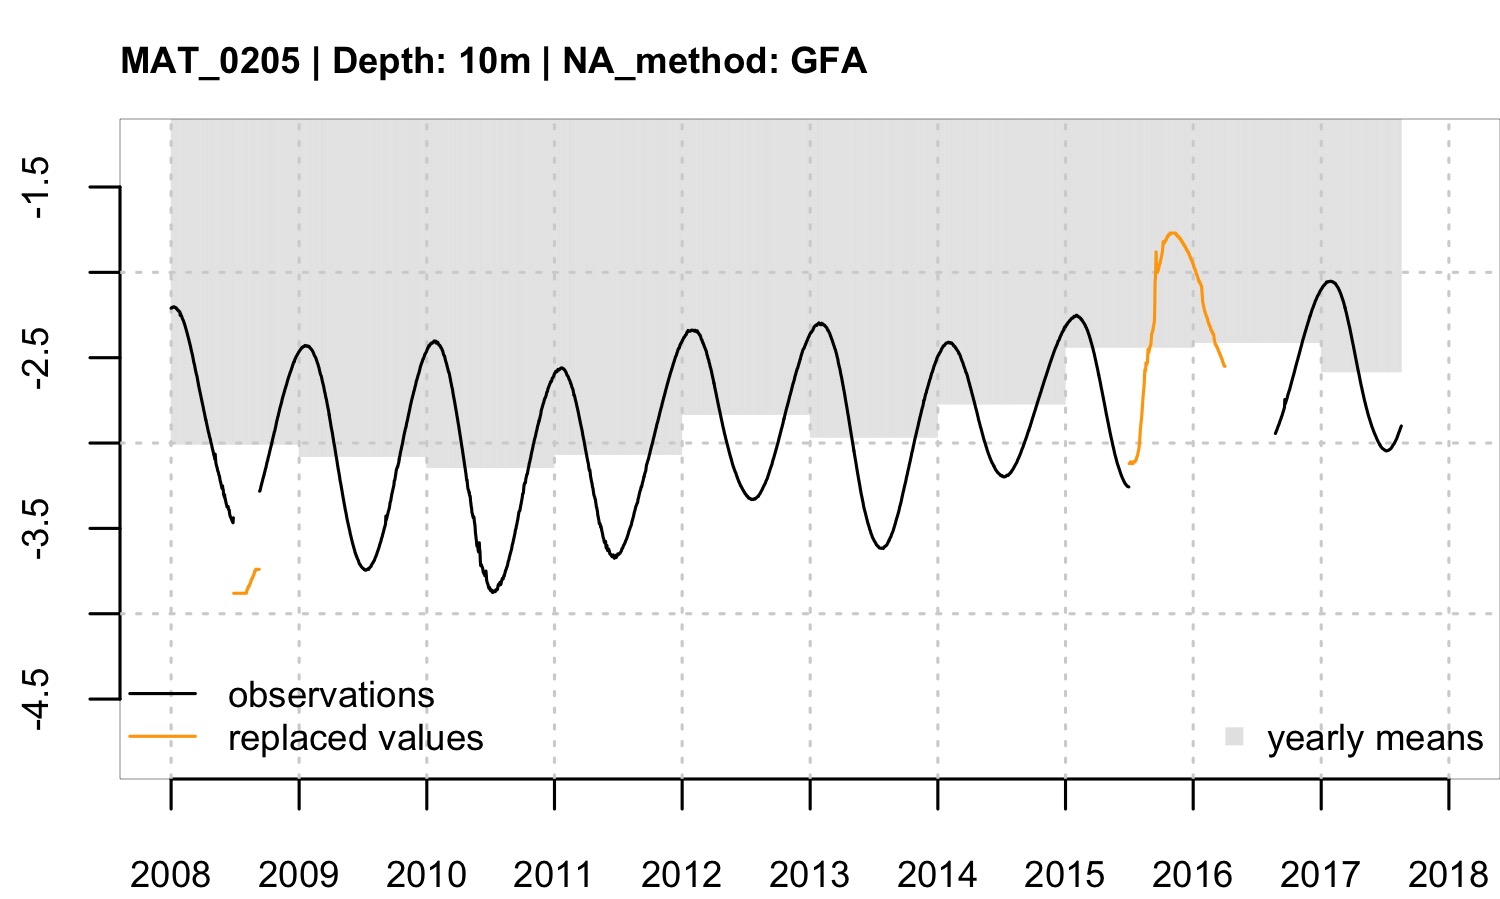 MAT_0205 | Depth: 10m | NA_method: GFA
-1.5
-2.5
-3.5
-4.5
observations
replaced values
yearly means
2008 2009 2010 2011 2012 2013 2014 2015 2016 2017 2018